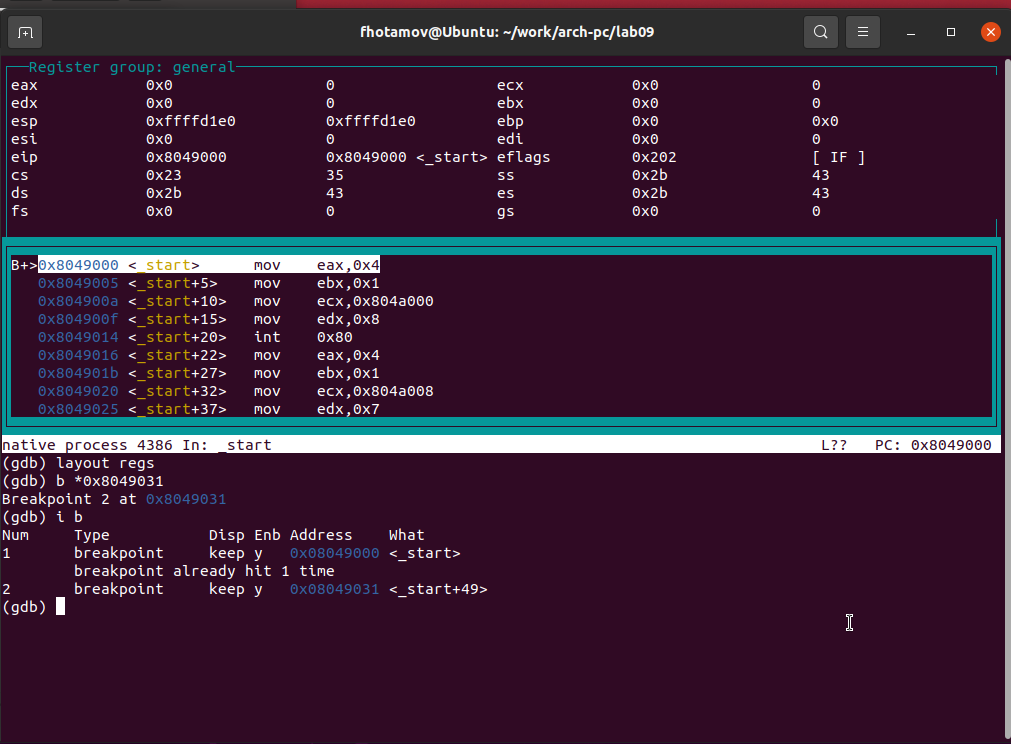 fhotamov@Ubuntu: ~/work/arch-pc/lab09
Register group: general
eax 0x0 0 ecx 0x0 0
edx 0x0 0 ebx 0x0 0
esp 0xffffd1e0 0xffffd1e0 ebp 0x0 0x0
esi 0x0 0 edi 0x0 0
eip 0x8049000 0x8049000 <_start> eflags 0x202 [ IF ]
cs 0x23 35 ss 0x2b 43
ds 0x2b 43 es 0x2b 43
fs 0x0 0 gs 0x0 0
B+>0x8049000 <_start> mov eax,0x4
0x8049005 <_start+5> mov ebx,0x1
0x804900a <_start+10> mov ecx,0x804a000
0x804900f <_start+15> mov edx,0x8
0x8049014 <_start+20> int 0x80
0x8049016 <_start+22> mov eax,0x4
0x804901b <_start+27> mov ebx,0x1
0x8049020 <_start+32> mov ecx,0x804a008
0x8049025 <_start+37> mov edx,0x7
native process 4386 In: _start L?? PC: 0x8049000
(gdb) layout regs
(gdb) b *0x8049031
Breakpoint 2 at 0x8049031
(gdb) i b
Num Type Disp Enb Address What
1 breakpoint keep y 0x08049000 <_start>
breakpoint already hit 1 time
2 breakpoint keep y 0x08049031 <_start+49>
(gdb)